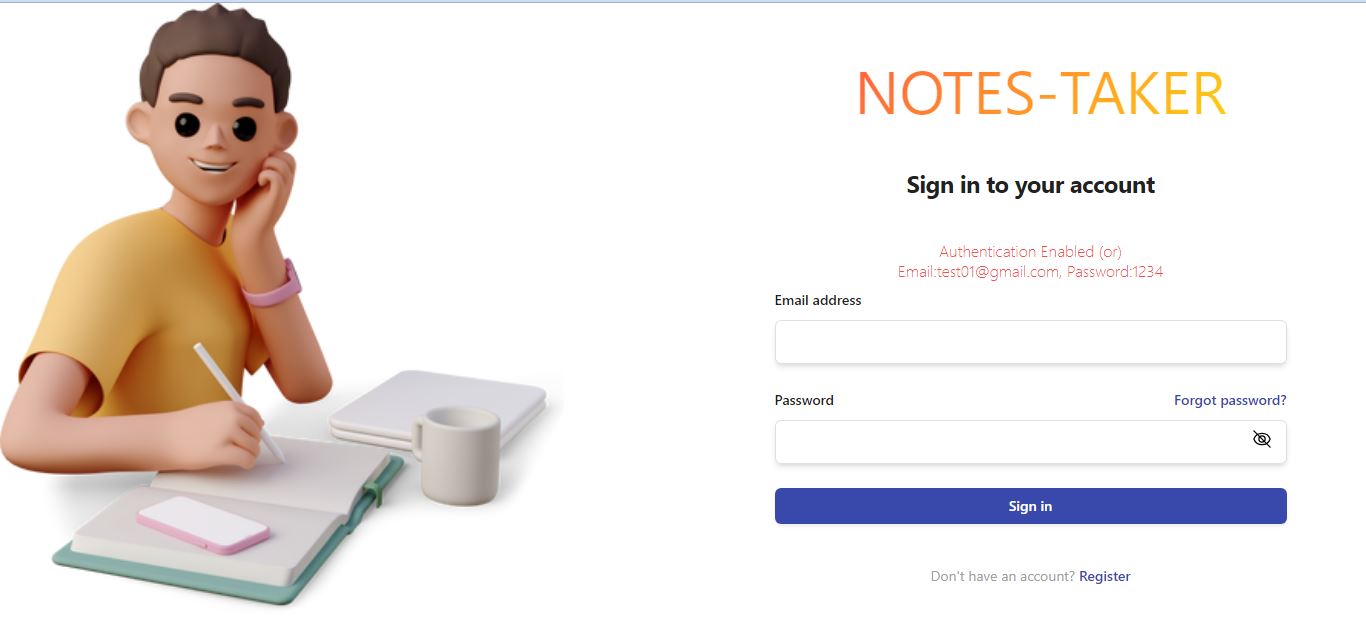 NOTES-TAKER
Sign in to your account
Authentication Enabled (or)
Email:test01@gmail.com, Password:1234
Email address
Password Forgot password?
Sign in
Don't have an account? Register